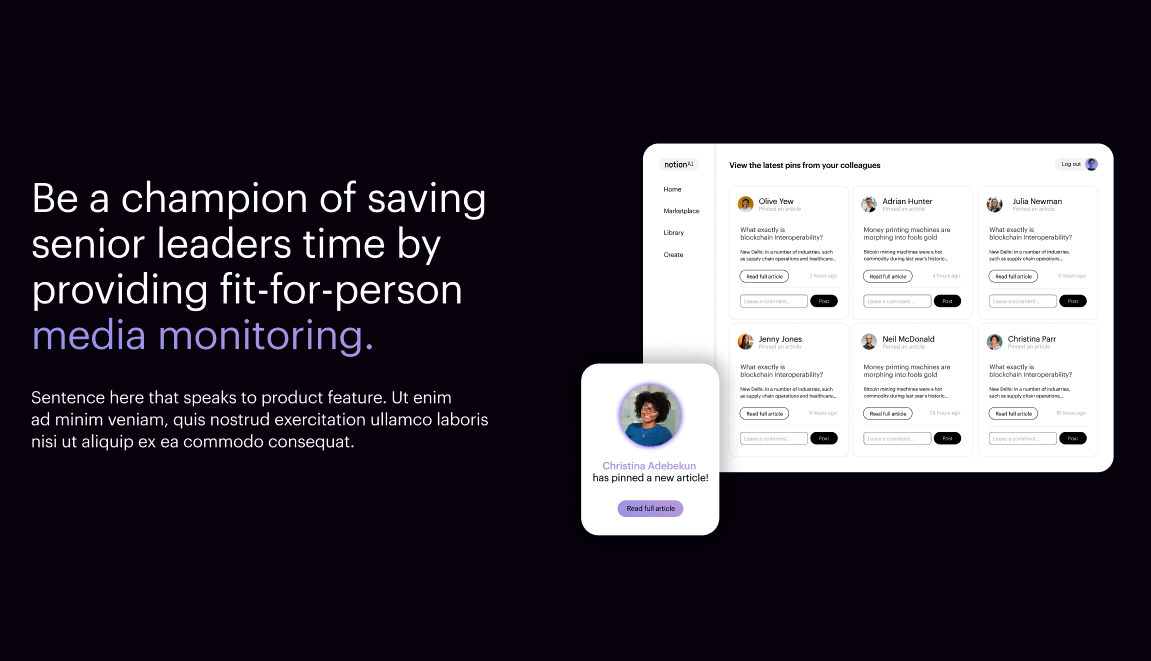 Be a champion of saving
senior leaders time by
providing fit-for-person
media monitoring.
Sentence here that speaks to product feature. Ut enim
ad minim veniam, quis nostrud exercitation ullamco laboris
nisi ut aliquip ex ea commodo consequat.
notionAi
Home
Marketplace
Library
Create
View the latest pins from your colleagues
Log out
Olive Yew
Pinned an article
What exactly is
blockchain Interoperability?
New Delhi: In a number of industries, such
as supply chain operations and healthcare...
Read full article
2 hours ago
Leave a comment...
Post
Adrian Hunter
Pinned an article
Money printing machines are
morphing into fools gold
Bitcoin mining machines were a hot
commodity during last year's historic...
Read full article
4 hours ago
Leave a comment...
Post
Julia Newman
Pinned an article
What exactly is
blockchain Interoperability?
New Delhi: In a number of industries,
such as supply chain operations...
Read full article
5 hours ago
Leave a comment...
Post
Jenny Jones
Pinned an article
What exactly is
blockchain Interoperability?
New Delhi: In a number of industries, such
as supply chain operations and healthcare...
Read full article
hours ago
Leave a comment...
Post
Neil McDonald
Pinned an article
Money printing machines are
morphing into fools gold
Bitcoin mining machines were a hot
commodity during last year's historic...
Read full article
hours ago
Leave a comment...
Post
Christina Parr
Pinned an article
What exactly is
blockchain Interoperability?
New Delhi: In a number of industries,
such as supply chain operations...
Read full article
hours ago
Leave a comment...
Post
Christina Adebekun
has pinned a new article!
Read full article